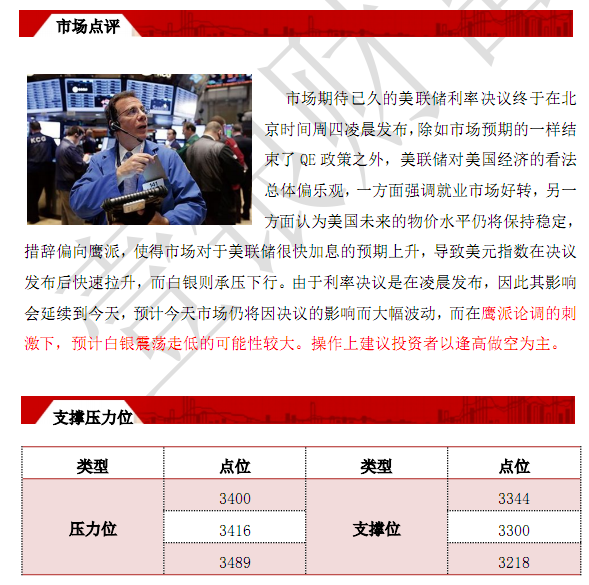 市场点评
市场期待已久的美联储利率决议终于在北
京时间周四凌晨发布，除如市场预期的一样结
束了 QE 政策之外，美联储对美国经济的看法
总体偏乐观，一方面强调就业市场好转，另一
方面认为美国未来的物价水平仍将保持稳定，
措辞偏向鹰派，使得市场对于美联储很快加息的预期上升，导致美元指数在决议
发布后快速拉升，而白银则承压下行。由于利率决议是在凌晨发布，因此其影响
会延续到今天，预计今天市场仍将因决议的影响而大幅波动，而在鹰派论调的刺
激下，预计白银震荡走低的可能性较大。操作上建议投资者以逢高做空为主。
支撑压力位
类型 点位 类型 点位
3400 3344
压力位 3416 支撑位 3300
3489 3218